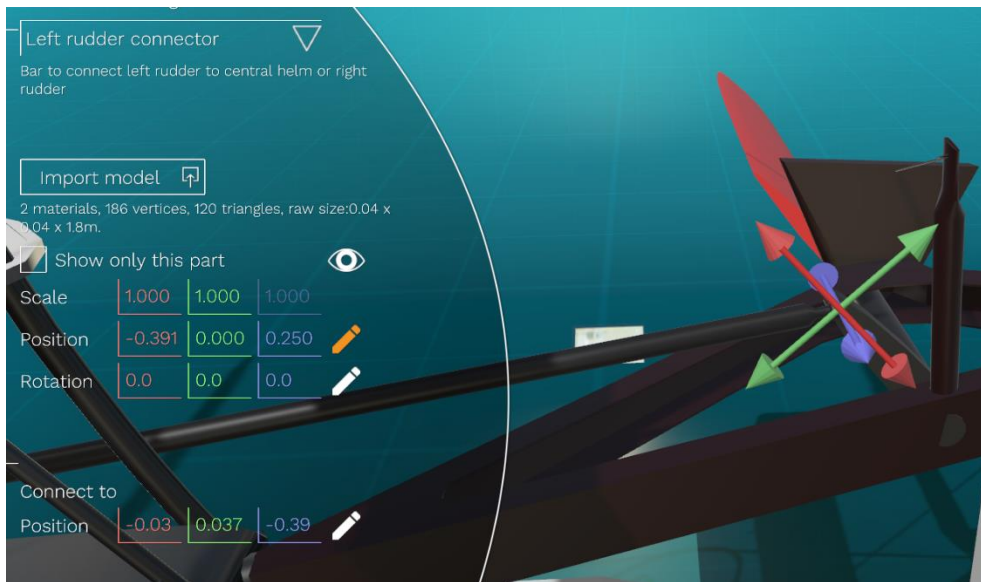 Left rudder connector
Bar to connect left rudder to central helm or right
rudder
Import model
2 materials, 186 vertices, 120 triangles, raw size:0.04 x
0.04 x 1.8m.
Show only this part
Scale 1.000 1.000 1.000
Position -0.391 0.000 0.250
Rotation 0.0 0.0 0.0
Connect to
Position -0.03 0.037 -0.39